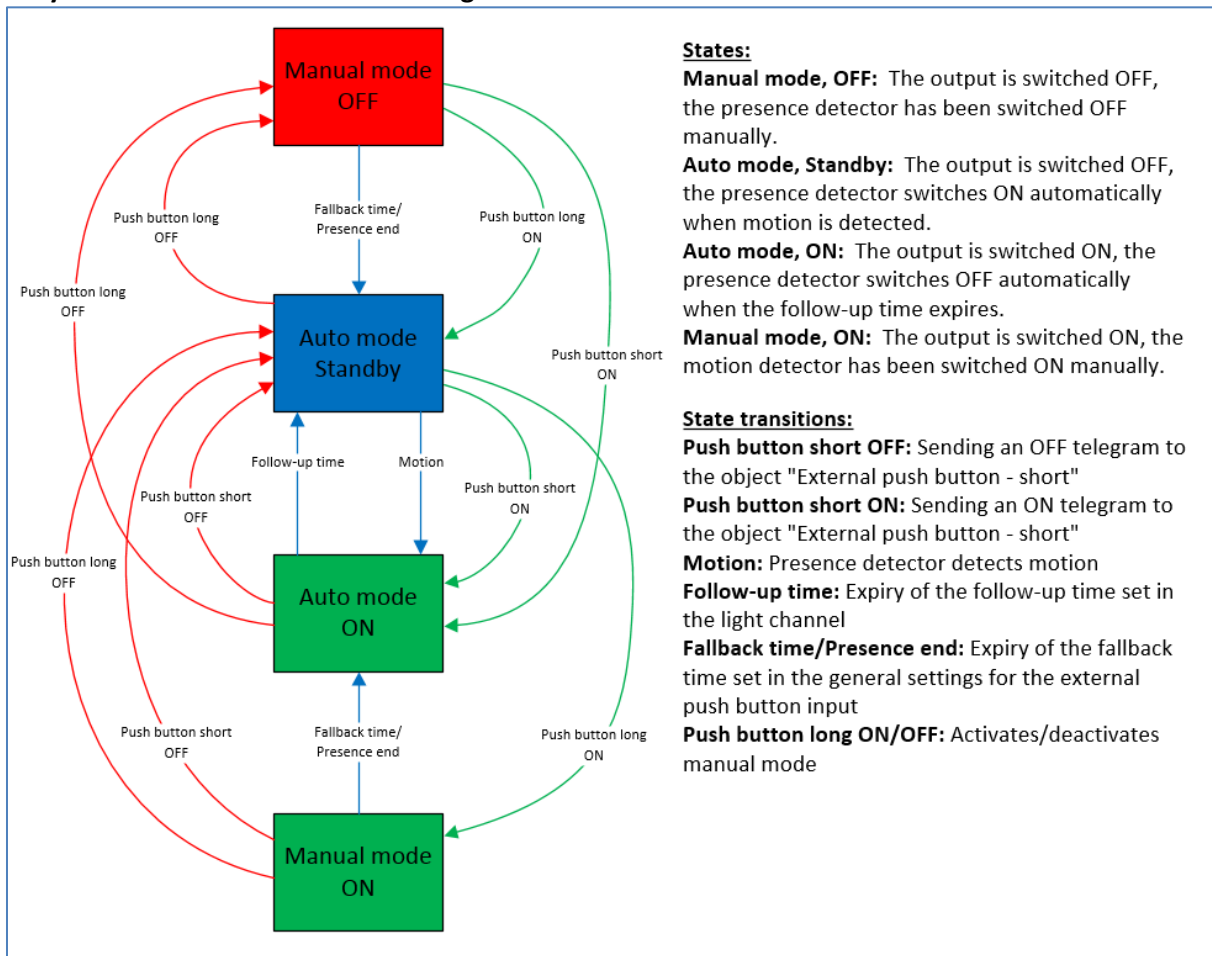 Manual mode
OFF
Push button long
OFF
Fallback time/
Presence end
Push button long
ON
Push button long
OFF
Auto mode
Standby
Push button short
ON
Follow-up time
Motion
Push button short
OFF
Push button short
ON
Push button long
OFF
Auto mode
ON
Push button short
OFF
Fallback time/
Presence end
Push button long
ON
Manual mode
ON
States:
Manual mode, OFF:  The output is switched OFF,
the presence detector has been switched OFF
manually.
Auto mode, Standby:  The output is switched OFF,
the presence detector switches ON automatically
when motion is detected.
Auto mode, ON:  The output is switched ON, the
presence detector switches OFF automatically
when the follow-up time expires.
Manual mode, ON:  The output is switched ON, the
motion detector has been switched ON manually.
State transitions:
Push button short OFF: Sending an OFF telegram to
the object "External push button - short"
Push button short ON: Sending an ON telegram to
the object "External push button - short"
Motion: Presence detector detects motion
Follow-up time: Expiry of the follow-up time set in
the light channel
Fallback time/Presence end: Expiry of the fallback
time set in the general settings for the external
push button input
Push button long ON/OFF: Activates/deactivates
manual mode